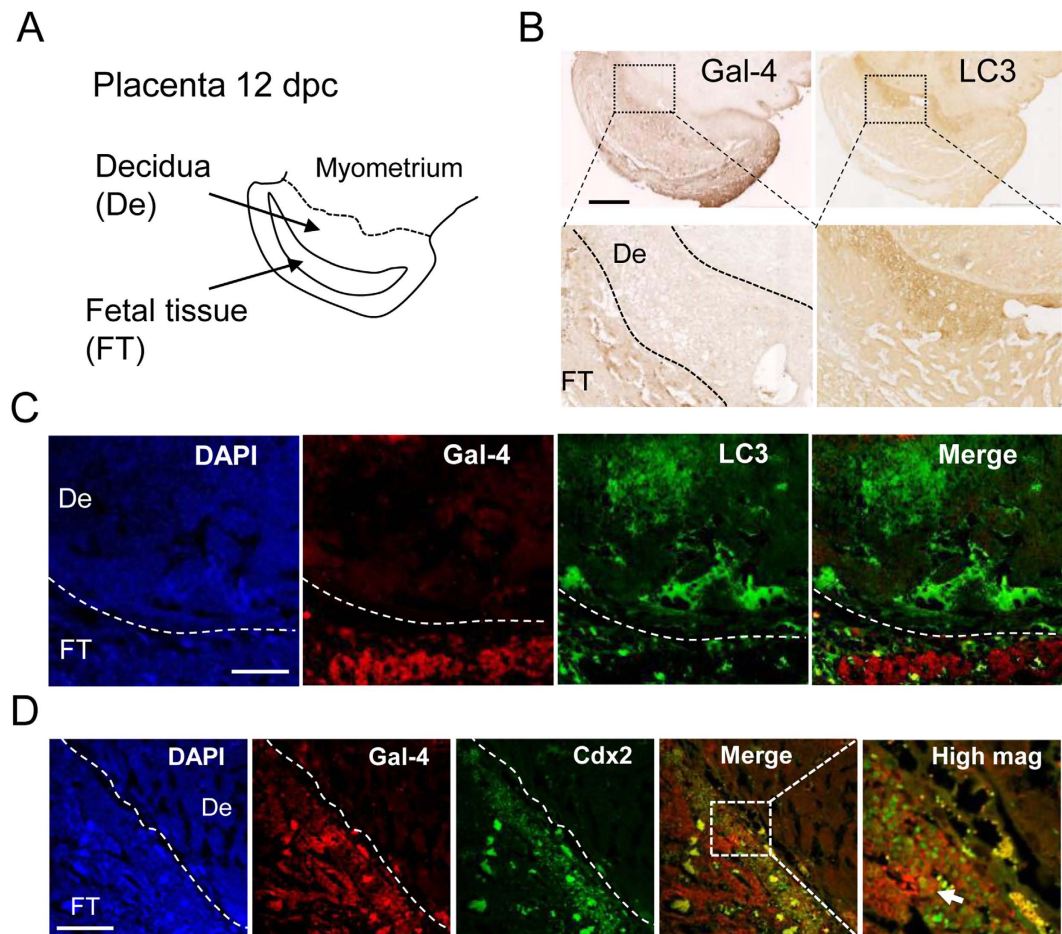 A
Placenta 12 dpc
Decidua
(De)
Myometrium
Fetal tissue
(FT)
B
Gal-4
LC3
De
FT
C
DAPI
Gal-4
LC3
Merge
De
FT
D
DAPI
Gal-4
Cdx2
Merge
High mag
De
FT